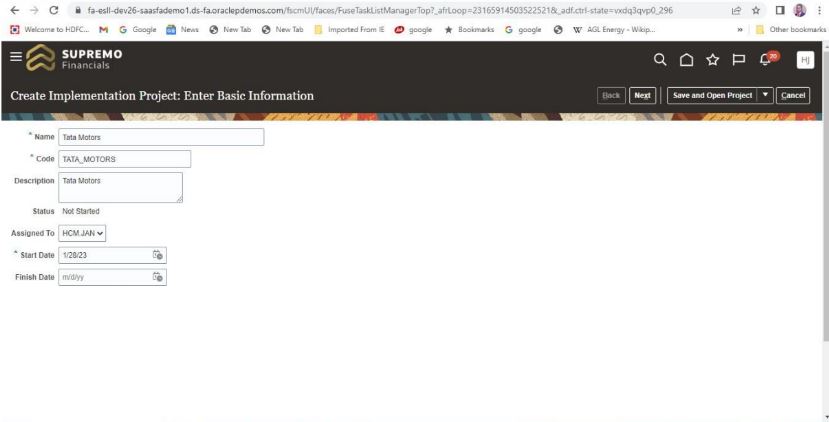 fa-esll-dev26-saasfademo1.ds-fa.oraclepdemos.com/fscmUI/faces/FuseTaskListManagerTop?_afrLoop=23165914503522521&_adf.ctrl-state=vxdq3qvp0_296
Welcome to HDFC... M Google News New Tab New Tab Imported From IE google Bookmarks google W AGL Energy - Wikip... » Other bookmarks
SUPREMO
Financials
20
HJ
Create Implementation Project: Enter Basic Information Back Next Save and Open Project Cancel
* Name Tata Motors
* Code TATA_MOTORS
Description Tata Motors
Status Not Started
Assigned To HCM.JAN
* Start Date 1/28/23
Finish Date m/d/yy